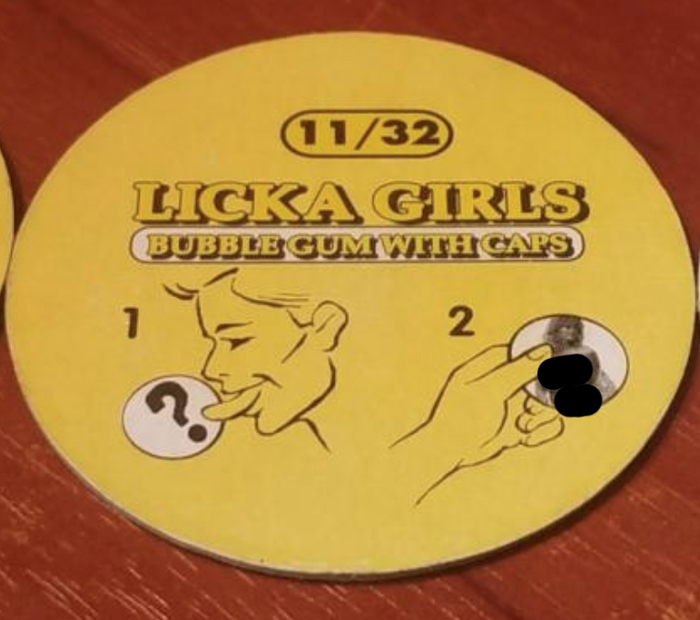 11/32
LICKA GIRLS
BUBBLE GUM WITH CAPS
1
2
?